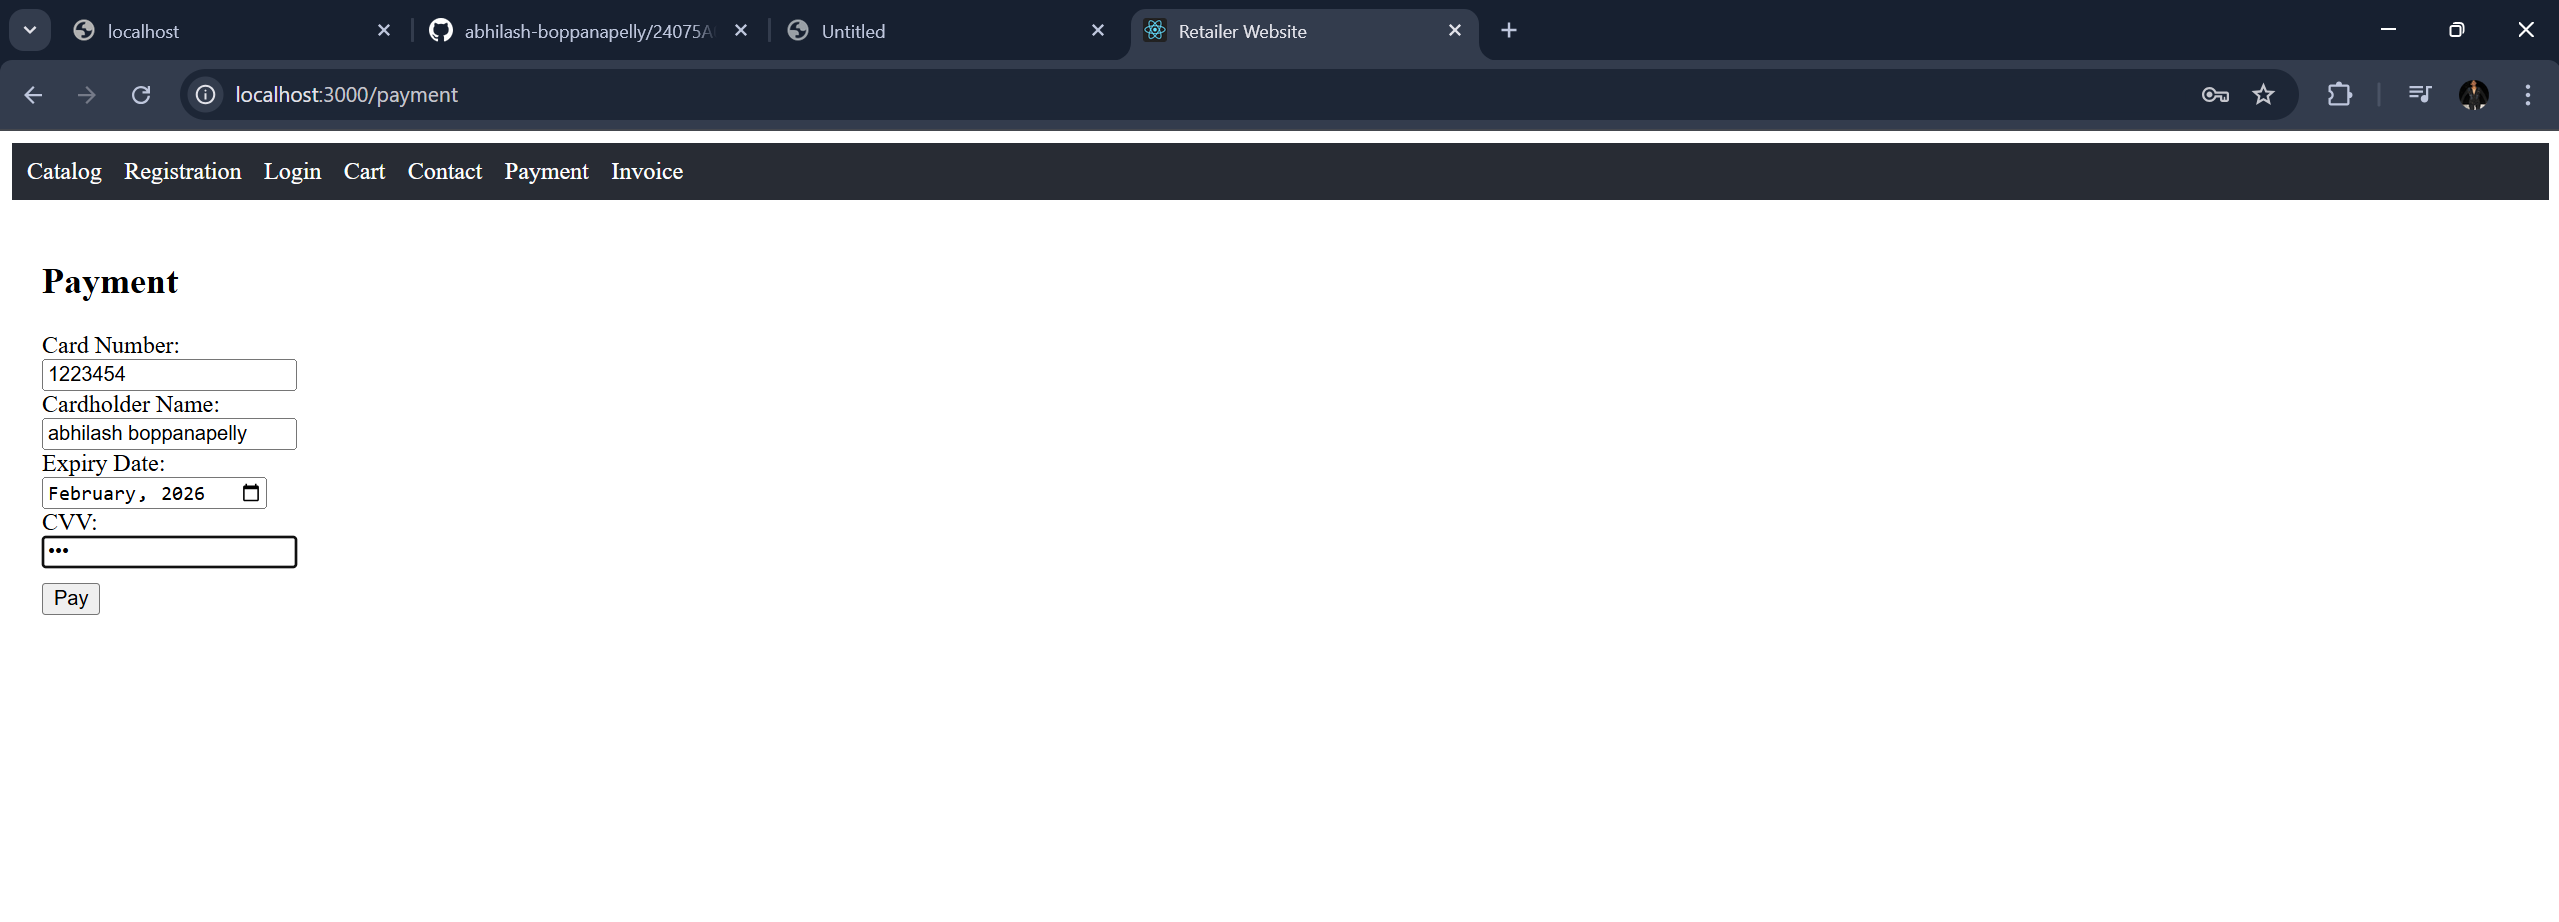 localhost
abhilash-boppanapelly/24075A
Untitled
Retailer Website
localhost:3000/payment
Catalog Registration Login Cart Contact Payment Invoice
Payment
Card Number:
1223454
Cardholder Name:
abhilash boppanapelly
Expiry Date:
February, 2026
CVV:
•••
Pay